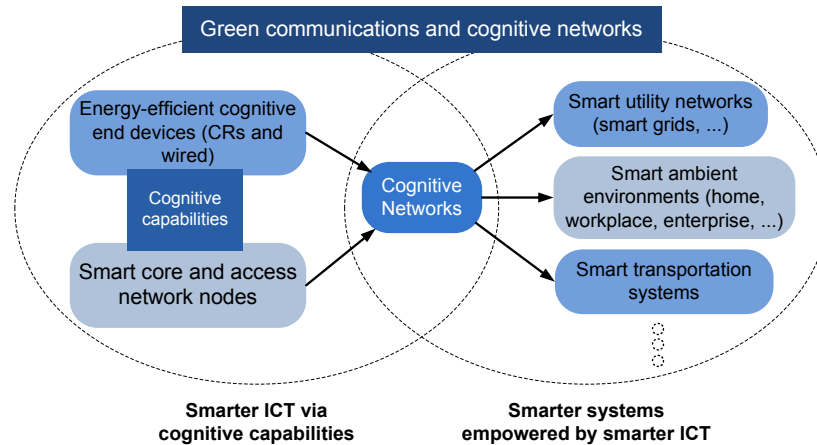 Green communications and cognitive networks
Energy-efficient cognitive
end devices (CRs and
wired)
Cognitive
capabilities
Smart core and access
network nodes
Cognitive
Networks
Smart utility networks
(smart grids, ...)
Smart ambient
environments (home,
workplace, enterprise, ...)
Smart transportation
systems
Smarter ICT via
cognitive capabilities
Smarter systems
empowered by smarter ICT